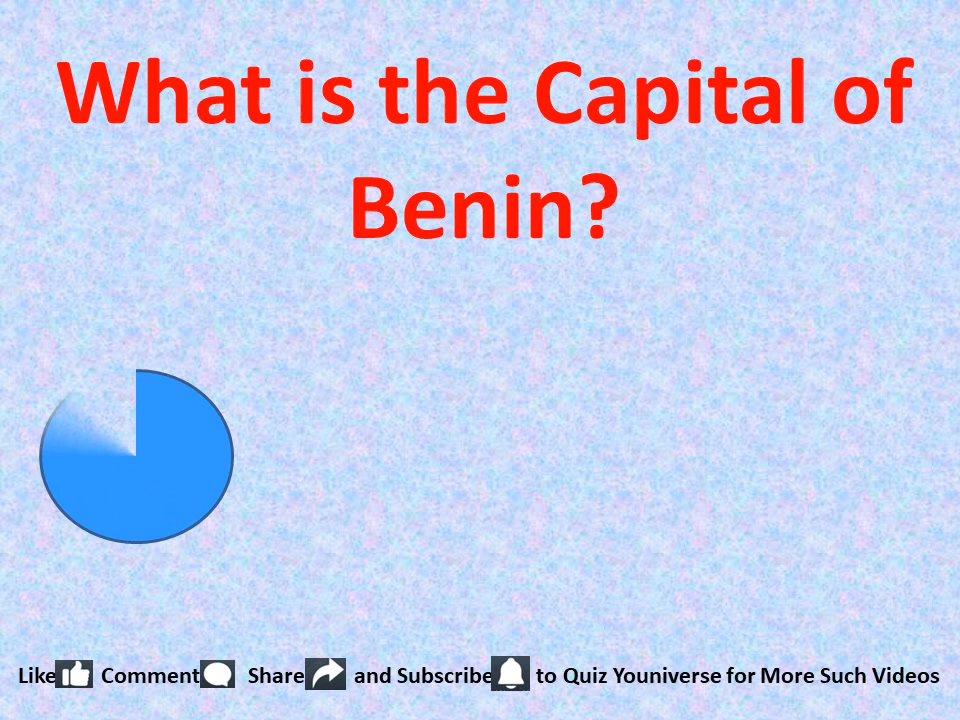 What is the Capital of
Benin?
Like Comment Share and Subscribe to Quiz Youniverse for More Such Videos